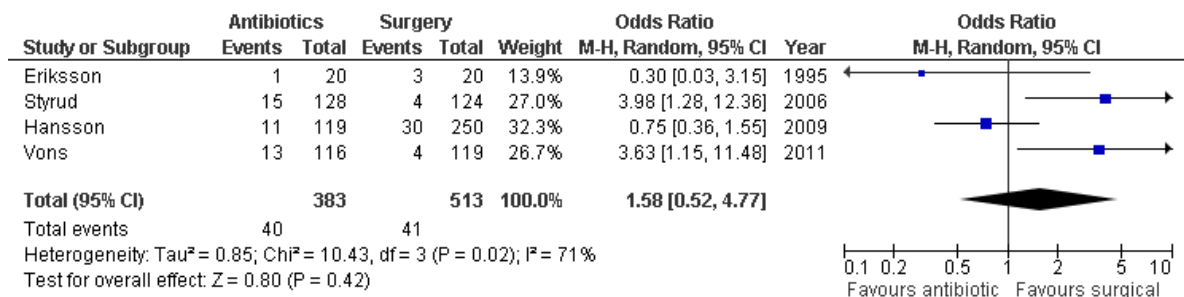 Antibiotics Surgery Odds Ratio Odds Ratio
Study or Subgroup Events Total Events Total Weight M-H, Random, 95% CI Year M-H, Random, 95% CI
Eriksson 1 20 3 20 13.9% 0.30 [0.03, 3.15] 1995
Styrud 15 128 4 124 27.0% 3.98 [1.28, 12.36] 2006
Hansson 11 119 30 250 32.3% 0.75 [0.36, 1.55] 2009
Vons 13 116 4 119 26.7% 3.63 [1.15, 11.48] 2011
Total (95% CI) 383 513 100.0% 1.58 [0.52, 4.77]
Total events 40 41
Heterogeneity: Tau² = 0.85; Chi² = 10.43, df = 3 (P = 0.02); I² = 71%
Test for overall effect: Z = 0.80 (P = 0.42)
0.1 0.2 0.5 1 2 5 10
Favours antibiotic Favours surgical